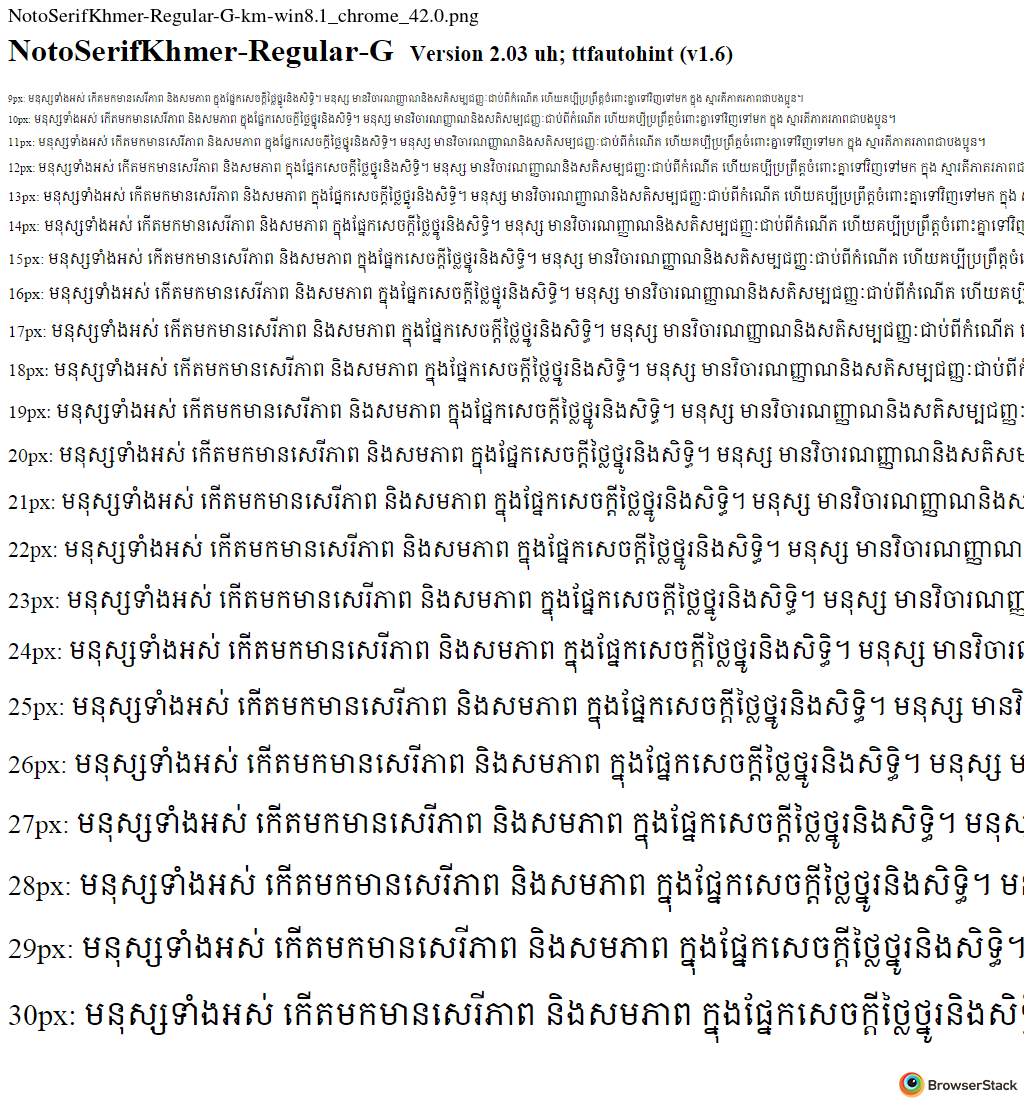 NotoSerifKhmer-Regular-G-km-win8.1_chrome_42.0.png
NotoSerifKhmer-Regular-G Version 2.03 uh; ttfautohint (v1.6)
9px: មនុស្សទាំងអស់ កើតមកមានសេរីភាព និងសមភាព ក្នុងផ្នែកសេចក្ដីថ្លៃថ្នូរនិងសិទ្ធិ។ មនុស្ស មានវិចារណញ្ញាណនិងសតិសម្បជញ្ញៈជាប់ពីកំណើត ហើយគប្បីប្រព្រឹត្ដចំពោះគ្នាទៅវិញទៅមក ក្នុង ស្មារតីភាតរភាពជាបងប្អូន។
10px: មនុស្សទាំងអស់ កើតមកមានសេរីភាព និងសមភាព ក្នុងផ្នែកសេចក្ដីថ្លៃថ្នូរនិងសិទ្ធិ។ មនុស្ស មានវិចារណញ្ញាណនិងសតិសម្បជញ្ញៈជាប់ពីកំណើត ហើយគប្បីប្រព្រឹត្ដចំពោះគ្នាទៅវិញទៅមក ក្នុង ស្មារតីភាតរភាពជាបងប្អូន។
11px: មនុស្សទាំងអស់ កើតមកមានសេរីភាព និងសមភាព ក្នុងផ្នែកសេចក្ដីថ្លៃថ្នូរនិងសិទ្ធិ។ មនុស្ស មានវិចារណញ្ញាណនិងសតិសម្បជញ្ញៈជាប់ពីកំណើត ហើយគប្បីប្រព្រឹត្ដចំពោះគ្នាទៅវិញទៅមក ក្នុង ស្មារតីភាតរភាពជាបងប្អូន។
12px: មនុស្សទាំងអស់ កើតមកមានសេរីភាព និងសមភាព ក្នុងផ្នែកសេចក្ដីថ្លៃថ្នូរនិងសិទ្ធិ។ មនុស្ស មានវិចារណញ្ញាណនិងសតិសម្បជញ្ញៈជាប់ពីកំណើត ហើយគប្បីប្រព្រឹត្ដចំពោះគ្នាទៅវិញទៅមក ក្នុង ស្មារតីភាតរភាពជា
13px: មនុស្សទាំងអស់ កើតមកមានសេរីភាព និងសមភាព ក្នុងផ្នែកសេចក្ដីថ្លៃថ្នូរនិងសិទ្ធិ។ មនុស្ស មានវិចារណញ្ញាណនិងសតិសម្បជញ្ញៈជាប់ពីកំណើត ហើយគប្បីប្រព្រឹត្ដចំពោះគ្នាទៅវិញទៅមក ក្នុង
14px: មនុស្សទាំងអស់ កើតមកមានសេរីភាព និងសមភាព ក្នុងផ្នែកសេចក្ដីថ្លៃថ្នូរនិងសិទ្ធិ។ មនុស្ស មានវិចារណញ្ញាណនិងសតិសម្បជញ្ញៈជាប់ពីកំណើត ហើយគប្បីប្រព្រឹត្ដចំពោះគ្នាទៅវិញ
15px: មនុស្សទាំងអស់ កើតមកមានសេរីភាព និងសមភាព ក្នុងផ្នែកសេចក្ដីថ្លៃថ្នូរនិងសិទ្ធិ។ មនុស្ស មានវិចារណញ្ញាណនិងសតិសម្បជញ្ញៈជាប់ពីកំណើត ហើយគប្បីប្រព្រឹត្ដចំ
16px: មនុស្សទាំងអស់ កើតមកមានសេរីភាព និងសមភាព ក្នុងផ្នែកសេចក្ដីថ្លៃថ្នូរនិងសិទ្ធិ។ មនុស្ស មានវិចារណញ្ញាណនិងសតិសម្បជញ្ញៈជាប់ពីកំណើត ហើយគប្បី
17px: មនុស្សទាំងអស់ កើតមកមានសេរីភាព និងសមភាព ក្នុងផ្នែកសេចក្ដីថ្លៃថ្នូរនិងសិទ្ធិ។ មនុស្ស មានវិចារណញ្ញាណនិងសតិសម្បជញ្ញៈជាប់ពីកំណើត
18px: មនុស្សទាំងអស់ កើតមកមានសេរីភាព និងសមភាព ក្នុងផ្នែកសេចក្ដីថ្លៃថ្នូរនិងសិទ្ធិ។ មនុស្ស មានវិចារណញ្ញាណនិងសតិសម្បជញ្ញៈជាប់ពីក
19px: មនុស្សទាំងអស់ កើតមកមានសេរីភាព និងសមភាព ក្នុងផ្នែកសេចក្ដីថ្លៃថ្នូរនិងសិទ្ធិ។ មនុស្ស មានវិចារណញ្ញាណនិងសតិសម្បជញ្ញៈ
20px: មនុស្សទាំងអស់ កើតមកមានសេរីភាព និងសមភាព ក្នុងផ្នែកសេចក្ដីថ្លៃថ្នូរនិងសិទ្ធិ។ មនុស្ស មានវិចារណញ្ញាណនិងសតិសម
21px: មនុស្សទាំងអស់ កើតមកមានសេរីភាព និងសមភាព ក្នុងផ្នែកសេចក្ដីថ្លៃថ្នូរនិងសិទ្ធិ។ មនុស្ស មានវិចារណញ្ញាណនិងស
22px: មនុស្សទាំងអស់ កើតមកមានសេរីភាព និងសមភាព ក្នុងផ្នែកសេចក្ដីថ្លៃថ្នូរនិងសិទ្ធិ។ មនុស្ស មានវិចារណញ្ញាណ
23px: មនុស្សទាំងអស់ កើតមកមានសេរីភាព និងសមភាព ក្នុងផ្នែកសេចក្ដីថ្លៃថ្នូរនិងសិទ្ធិ។ មនុស្ស មានវិចារណញ្ញ
24px: មនុស្សទាំងអស់ កើតមកមានសេរីភាព និងសមភាព ក្នុងផ្នែកសេចក្ដីថ្លៃថ្នូរនិងសិទ្ធិ។ មនុស្ស មានវិចារ
25px: មនុស្សទាំងអស់ កើតមកមានសេរីភាព និងសមភាព ក្នុងផ្នែកសេចក្ដីថ្លៃថ្នូរនិងសិទ្ធិ។ មនុស្ស មានវិ
26px: មនុស្សទាំងអស់ កើតមកមានសេរីភាព និងសមភាព ក្នុងផ្នែកសេចក្ដីថ្លៃថ្នូរនិងសិទ្ធិ។ មនុស្ស ម
27px: មនុស្សទាំងអស់ កើតមកមានសេរីភាព និងសមភាព ក្នុងផ្នែកសេចក្ដីថ្លៃថ្នូរនិងសិទ្ធិ។ មនុស
28px: មនុស្សទាំងអស់ កើតមកមានសេរីភាព និងសមភាព ក្នុងផ្នែកសេចក្ដីថ្លៃថ្នូរនិងសិទ្ធិ។ មន
29px: មនុស្សទាំងអស់ កើតមកមានសេរីភាព និងសមភាព ក្នុងផ្នែកសេចក្ដីថ្លៃថ្នូរនិងសិទ្ធិ។
30px: មនុស្សទាំងអស់ កើតមកមានសេរីភាព និងសមភាព ក្នុងផ្នែកសេចក្ដីថ្លៃថ្នូរនិងសិ
BrowserStack